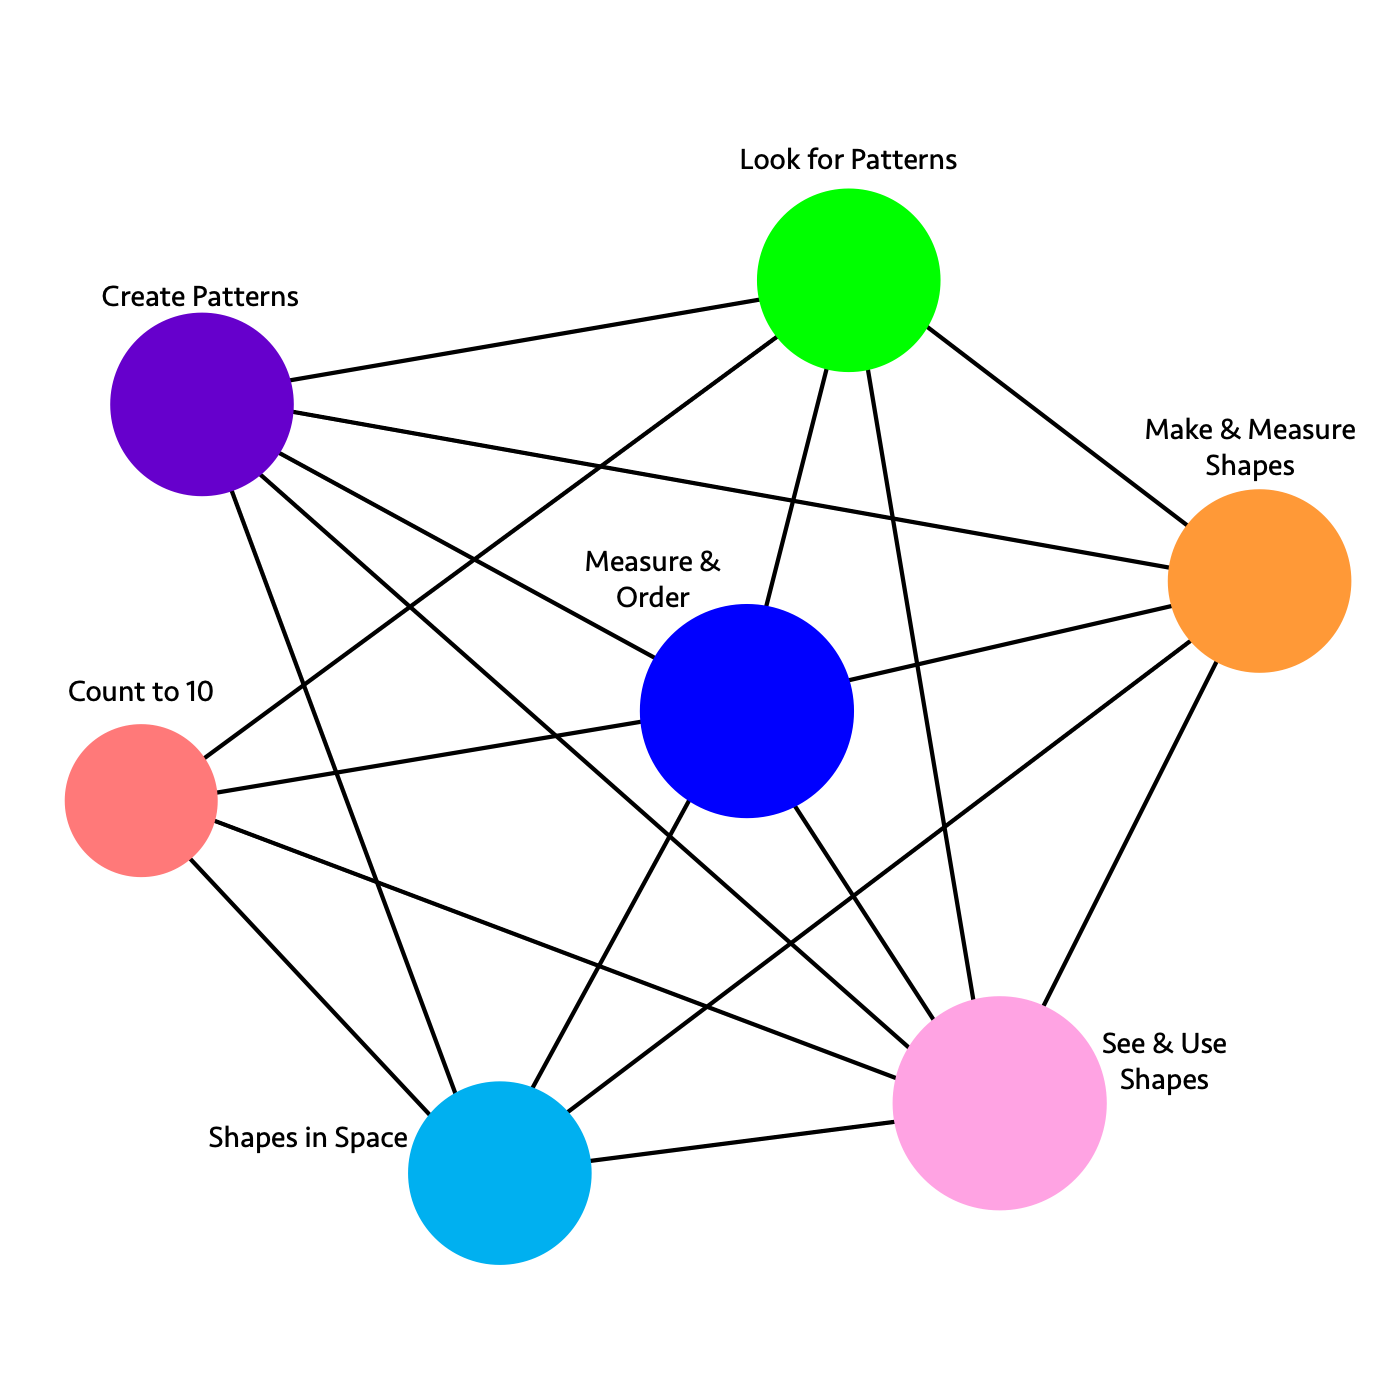 Look for Patterns
Create Patterns
Make & Measure
Shapes
Measure &
Order
Count to 10
See & Use
Shapes
Shapes in Space